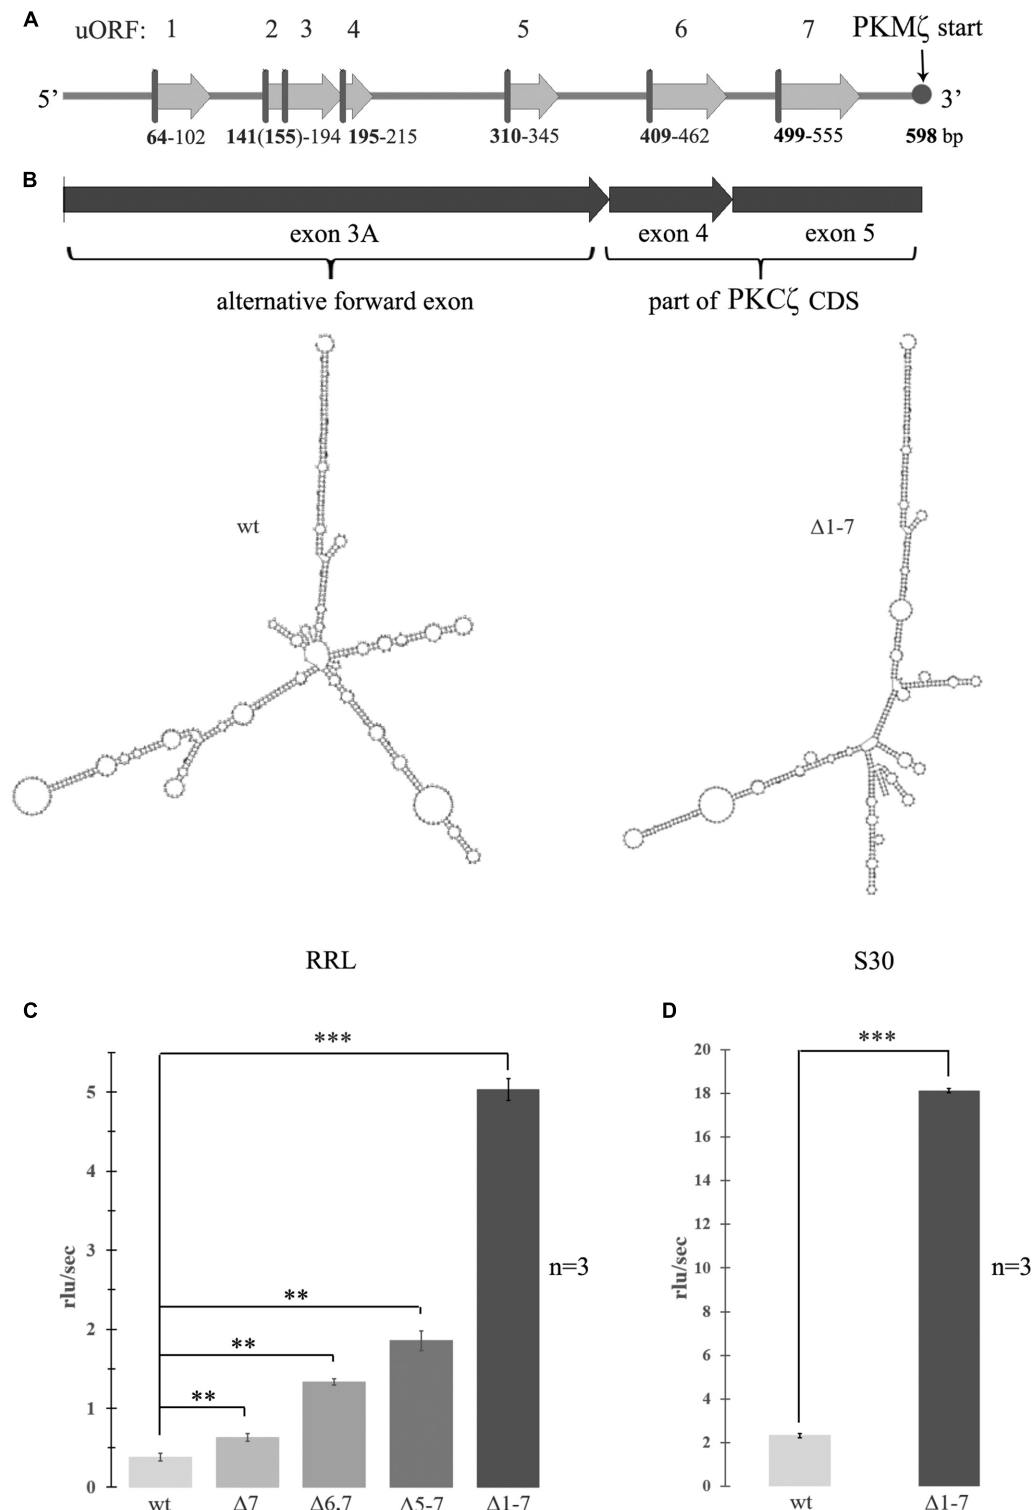 A
uORF: 1 2 3 4 5 6 7 PKMζ start
5’ 3’
64-102 141(155)-194 195-215 310-345 409-462 499-555 598 bp
B
exon 3A exon 4 exon 5
alternative forward exon part of PKCζ CDS
wt Δ1-7
RRL S30
C
***
5
4
3
2
1
0
rlu/sec
**
**
**
n=3
wt Δ7 Δ6,7 Δ5-7 Δ1-7
D
***
20
18
16
14
12
10
8
6
4
2
0
rlu/sec
n=3
wt Δ1-7